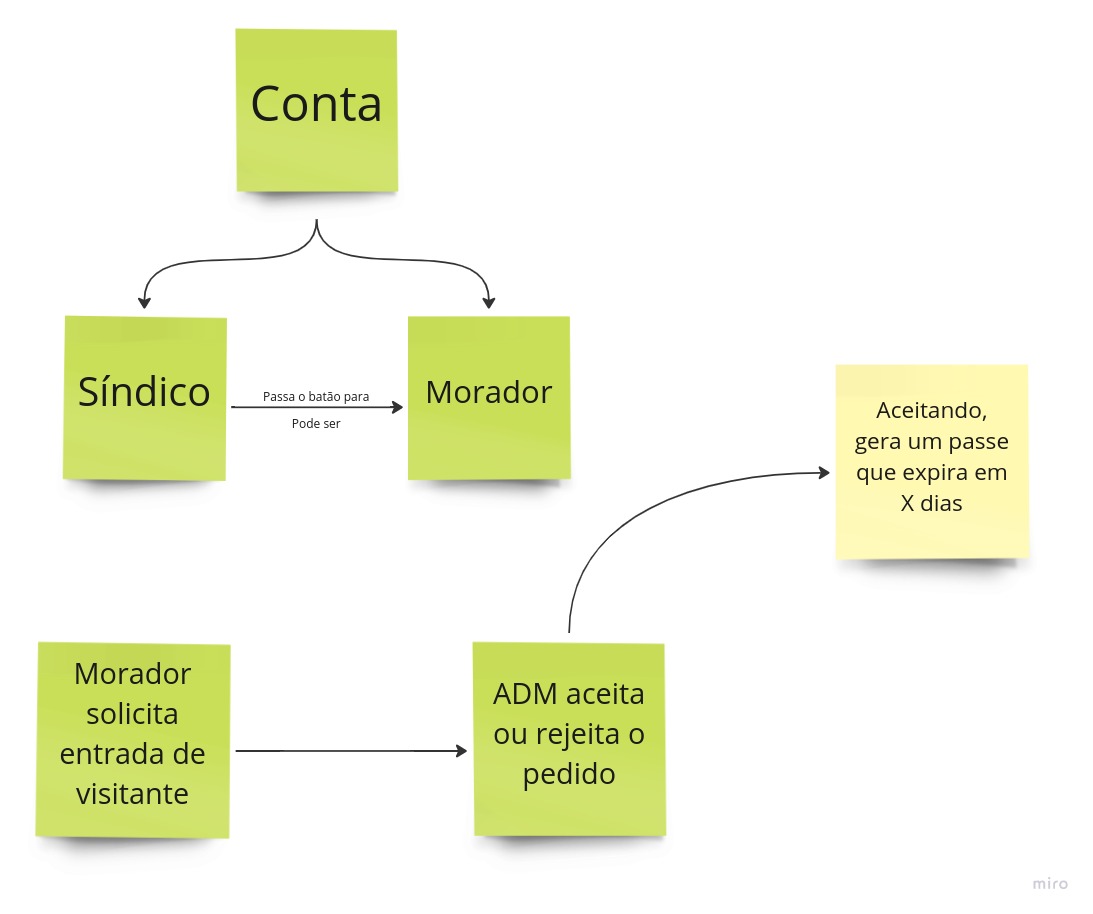 Conta
Síndico
Passa o batão para
Pode ser
Morador
Aceitando,
gera um passe
que expira em
X dias
Morador
solicita
entrada de
visitante
ADM aceita
ou rejeita o
pedido
miro